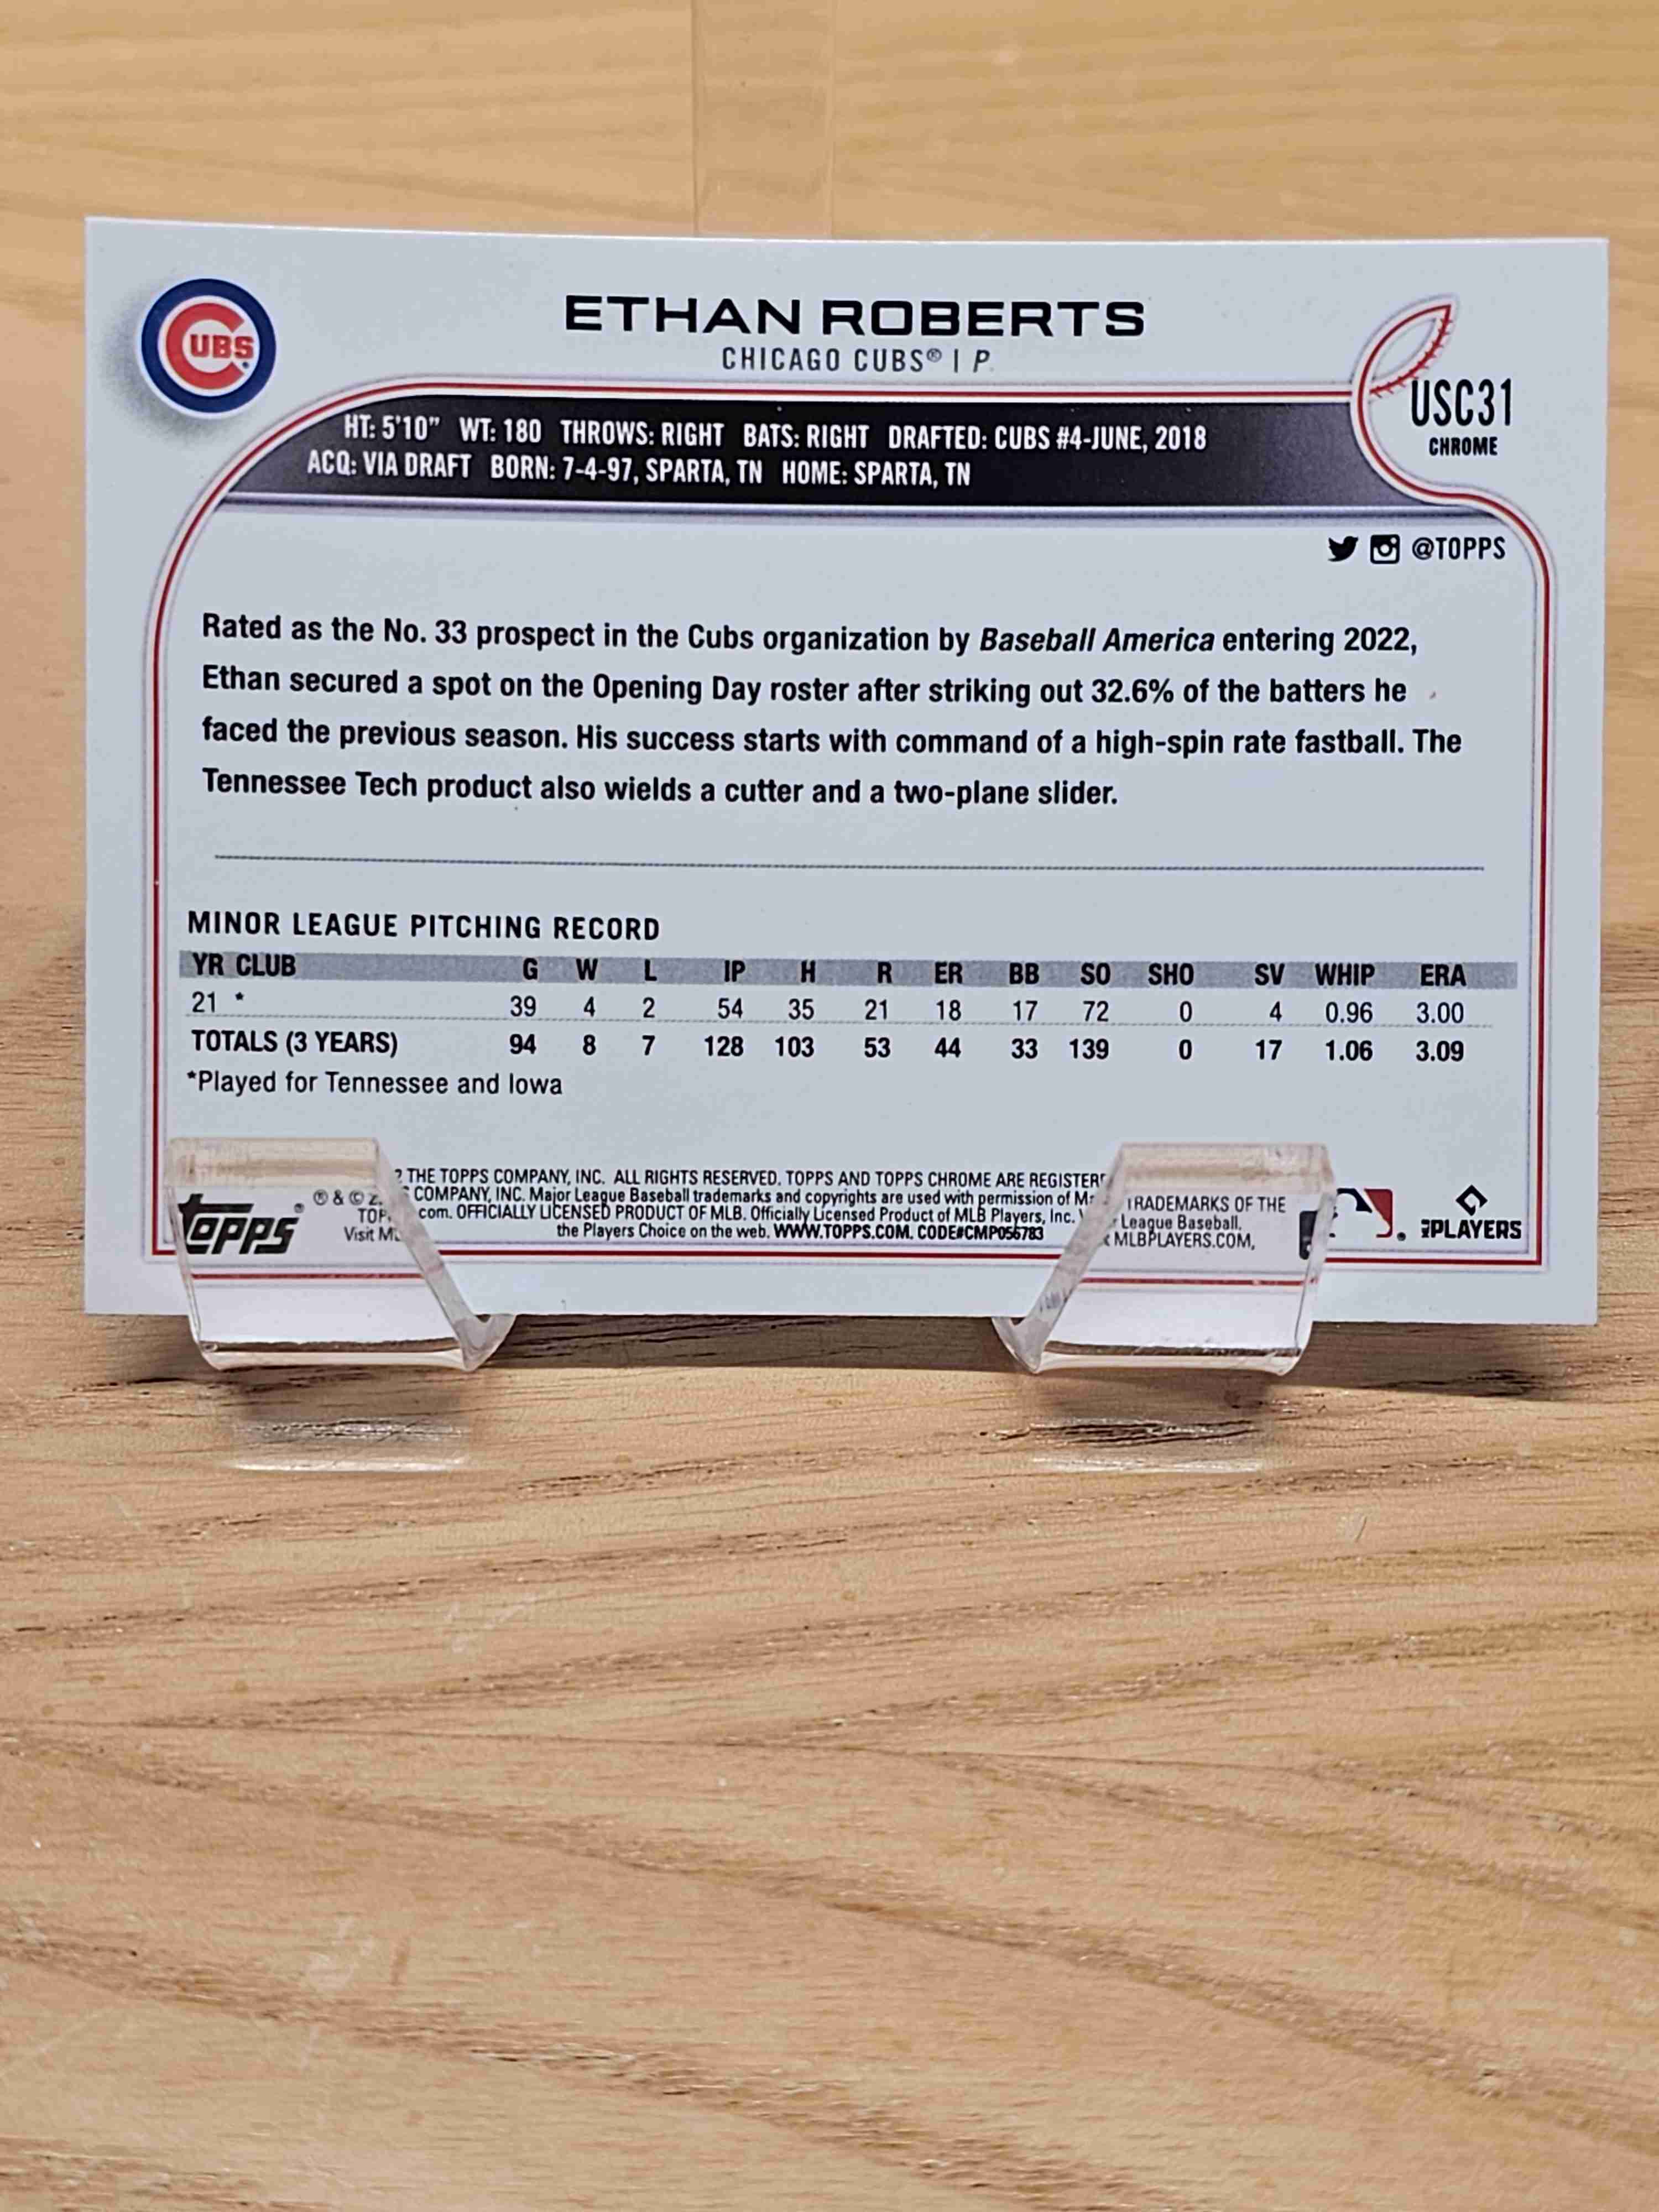 CUBS
ETHAN ROBERTS
CHICAGO CUBS® | P
USC31
CHROME
HT: 5'10" WT: 180 THROWS: RIGHT BATS: RIGHT DRAFTED: CUBS #4-JUNE, 2018
ACQ: VIA DRAFT BORN: 7-4-97, SPARTA, TN HOME: SPARTA, TN
@TOPPS
Rated as the No. 33 prospect in the Cubs organization by Baseball America entering 2022,
Ethan secured a spot on the Opening Day roster after striking out 32.6% of the batters he
faced the previous season. His success starts with command of a high-spin rate fastball. The
Tennessee Tech product also wields a cutter and a two-plane slider.
MINOR LEAGUE PITCHING RECORD
YR CLUB G W L IP H R ER BB SO SHO SV WHIP ERA
21 * 39 4 2 54 35 21 18 17 72 0 4 0.96 3.00
TOTALS (3 YEARS) 94 8 7 128 103 53 44 33 139 0 17 1.06 3.09
*Played for Tennessee and Iowa
Topps®
® & © THE TOPPS COMPANY, INC. ALL RIGHTS RESERVED. TOPPS AND TOPPS CHROME ARE TRADEMARKS OF THE
COMPANY, INC. Major League Baseball trademarks and copyrights are used with permission of League Baseball.
Visit com. OFFICIALLY LICENSED PRODUCT OF MLB. Officially Licensed Product of MLB Players, Inc. MLBPLAYERS.COM,
the Players Choice on the web. WWW.TOPPS.COM. CODE#CMP056783
PLAYERS